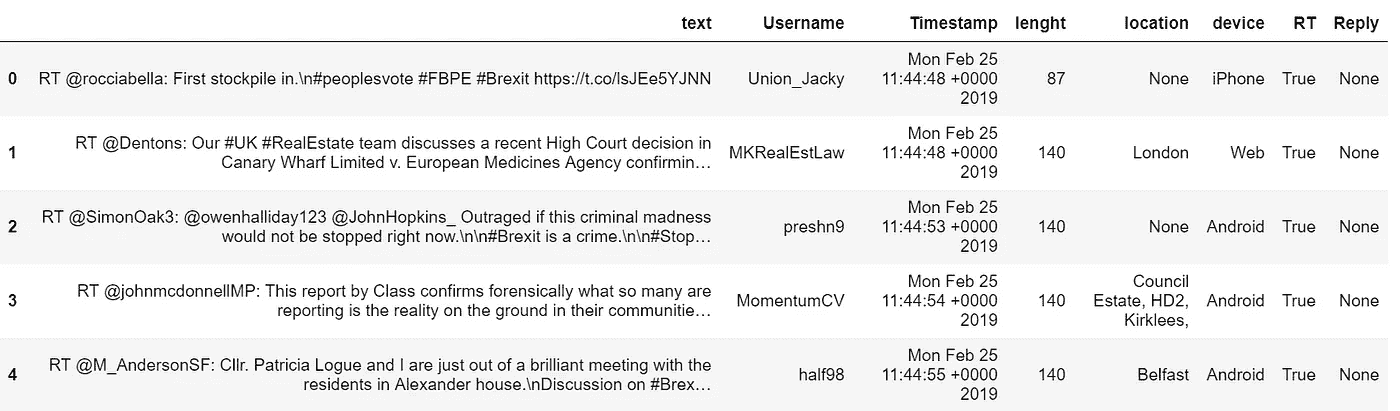 text Username Timestamp lenght location device RT Reply
0 RT @rocciabella: First stockpile in.\n#peoplesvote #FBPE #Brexit https://t.co/lsJEe5YJNN Union_Jacky Mon Feb 25 11:44:48 +0000 2019 87 None iPhone True None
1 RT @Dentons: Our #UK #RealEstate team discusses a recent High Court decision in Canary Wharf Limited v. European Medicines Agency confirmin… MKRealEstLaw Mon Feb 25 11:44:48 +0000 2019 140 London Web True None
2 RT @SimonOak3: @owenhalliday123 @JohnHopkins_ Outraged if this criminal madness would not be stopped right now.\n\n#Brexit is a crime.\n\n#Stop… preshn9 Mon Feb 25 11:44:53 +0000 2019 140 None Android True None
3 RT @johnmcdonnellMP: This report by Class confirms forensically what so many are reporting is the reality on the ground in their communitie… MomentumCV Mon Feb 25 11:44:54 +0000 2019 140 Council Estate, HD2, Kirklees, Android True None
4 RT @M_AndersonSF: Cllr. Patricia Logue and I are just out of a brilliant meeting with the residents in Alexander house.\nDiscussion on #Brex… half98 Mon Feb 25 11:44:55 +0000 2019 140 Belfast Android True None